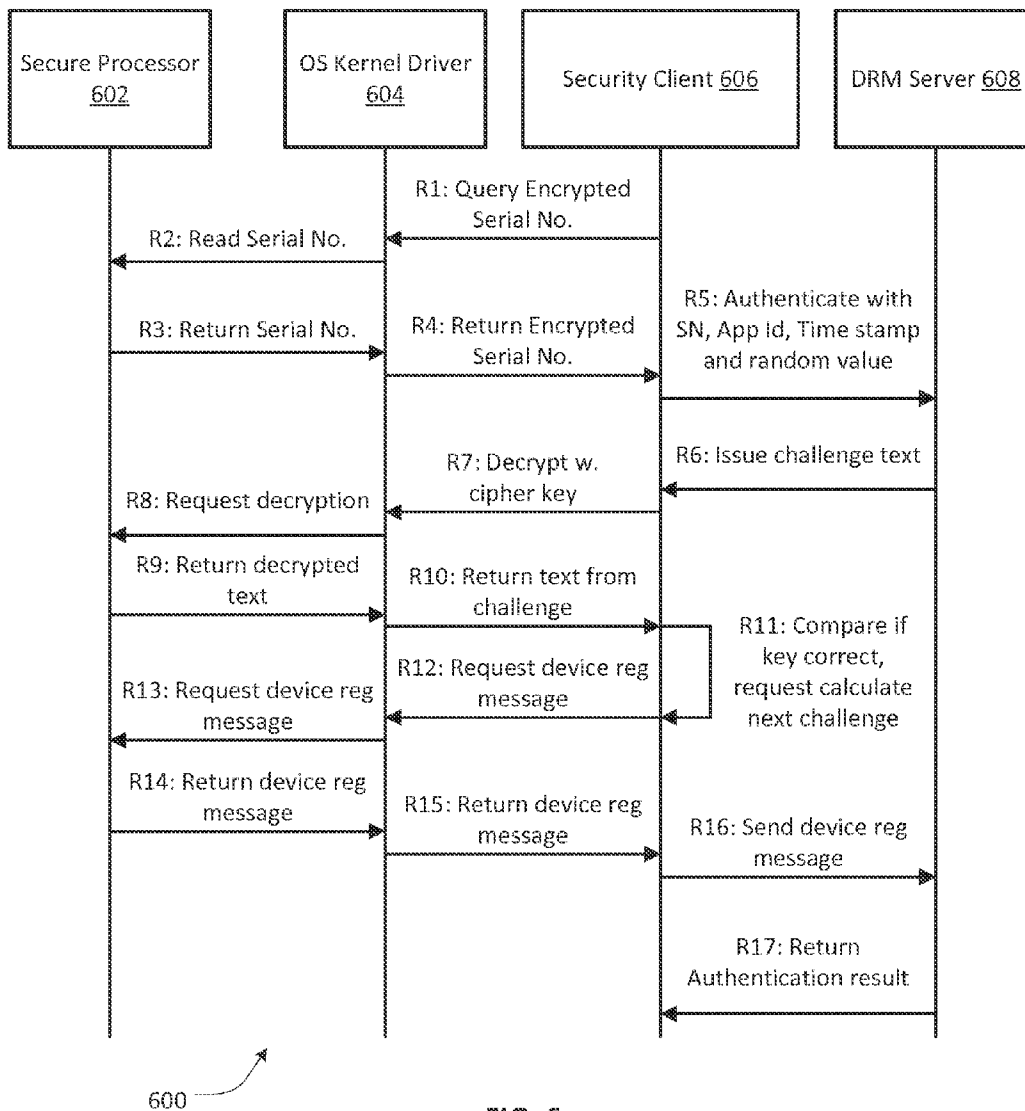 Secure Processor
602
OS Kernel Driver
604
Security Client 606
DRM Server 608
R1: Query Encrypted
Serial No.
R2: Read Serial No.
R3: Return Serial No.
R4: Return Encrypted
Serial No.
R5: Authenticate with
SN, App id, Time stamp
and random value
R6: Issue challenge text
R7: Decrypt w.
cipher key
R8: Request decryption
R9: Return decrypted
text
R10: Return text from
challenge
R11: Compare if
key correct,
request calculate
next challenge
R12: Request device reg
message
R13: Request device reg
message
R14: Return device reg
message
R15: Return device reg
message
R16: Send device reg
message
R17: Return
Authentication result
600